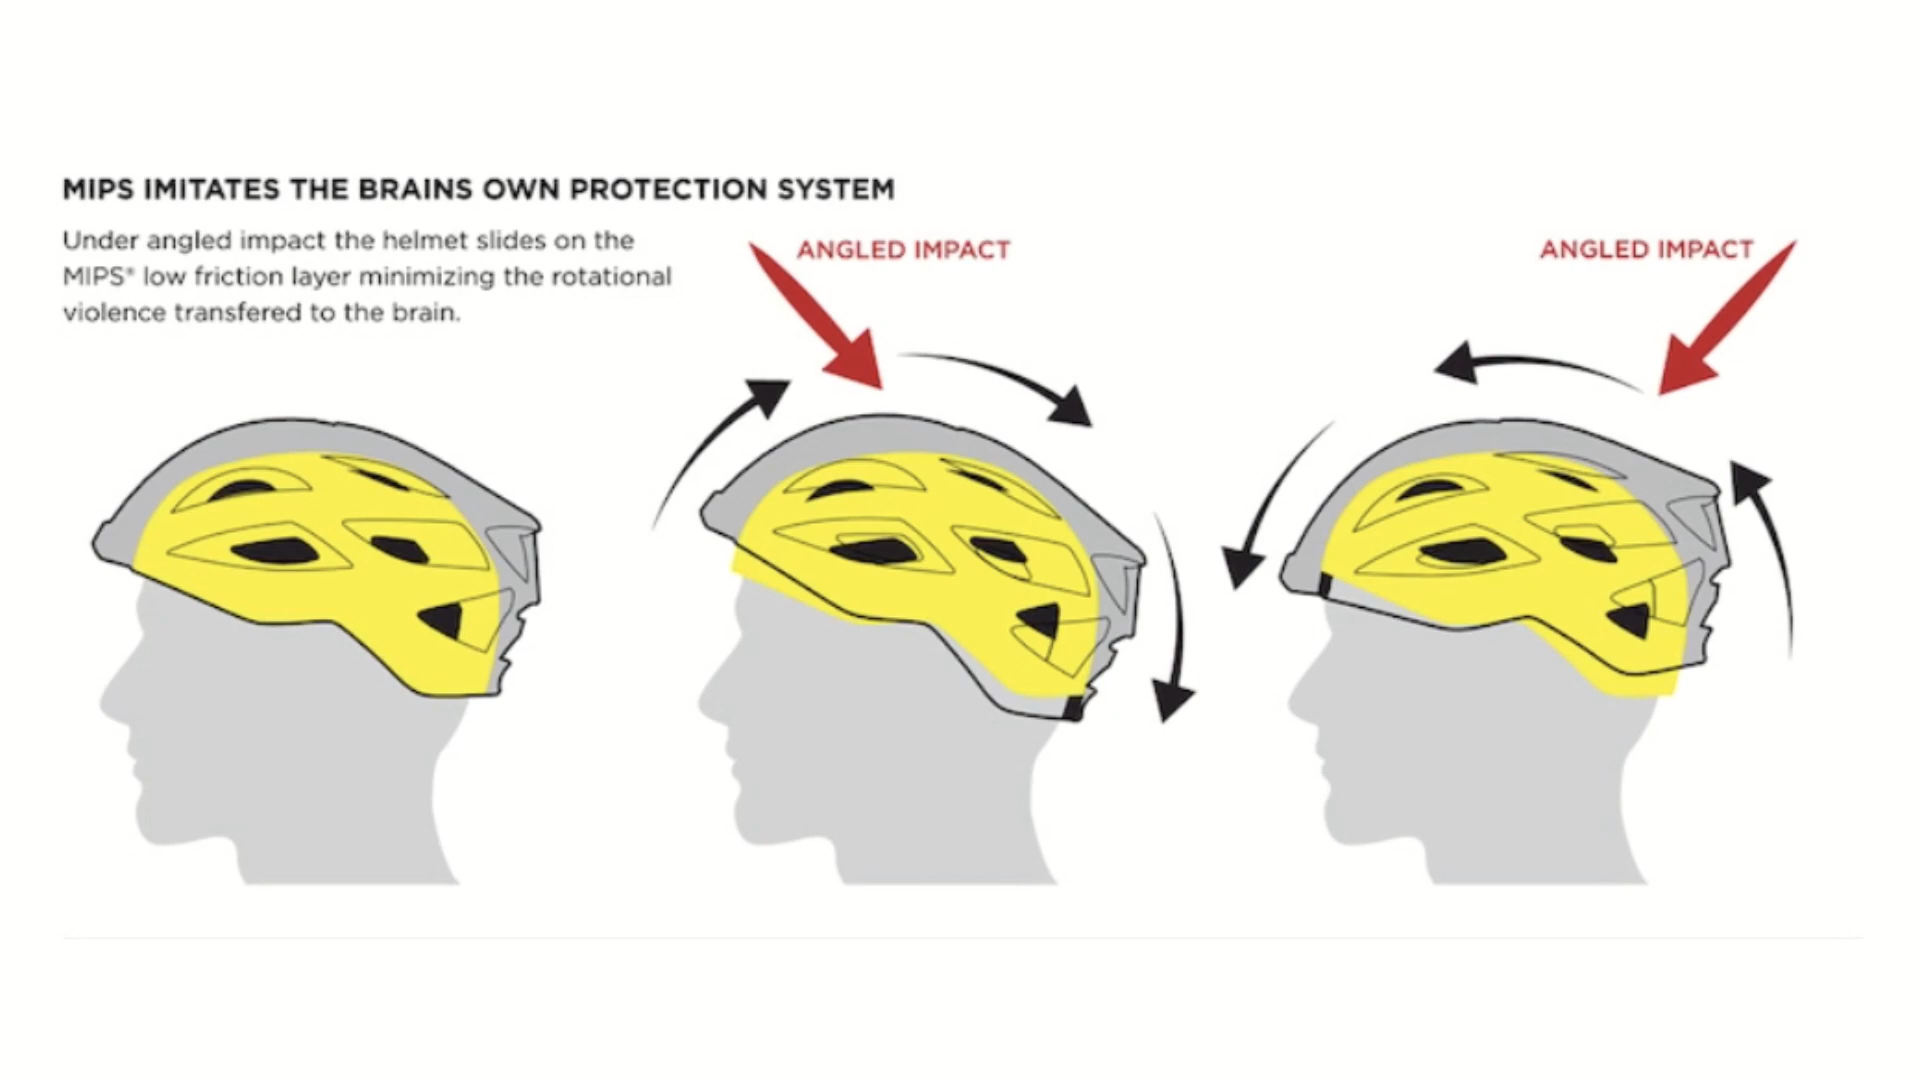 MIPS IMITATES THE BRAINS OWN PROTECTION SYSTEM
Under angled impact the helmet slides on the
MIPS® low friction layer minimizing the rotational
violence transfered to the brain.
ANGLED IMPACT
ANGLED IMPACT